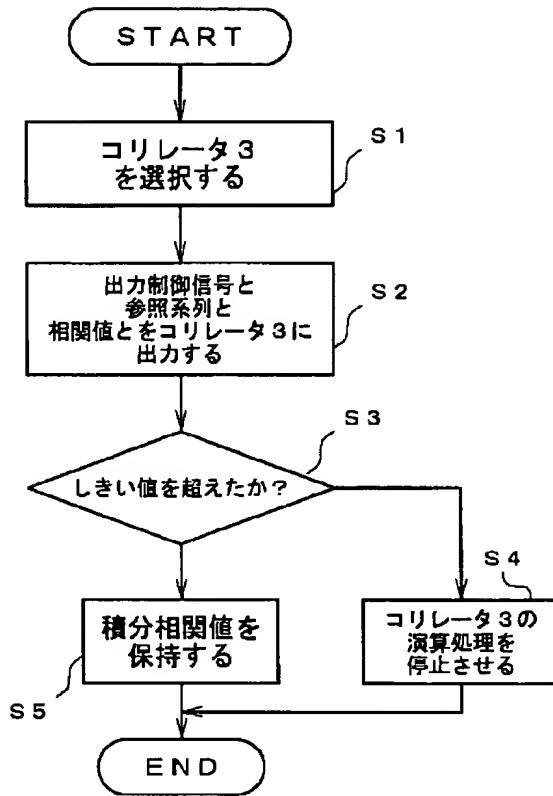 START
コリレータ3
を選択する
S1
出力制御信号と
参照系列と
相関値とをコリレータ3に
出力する
S2
しきい値を超えたか？
S3
コリレータ3の
演算処理を
停止させる
S4
積分相関値を
保持する
S5
END